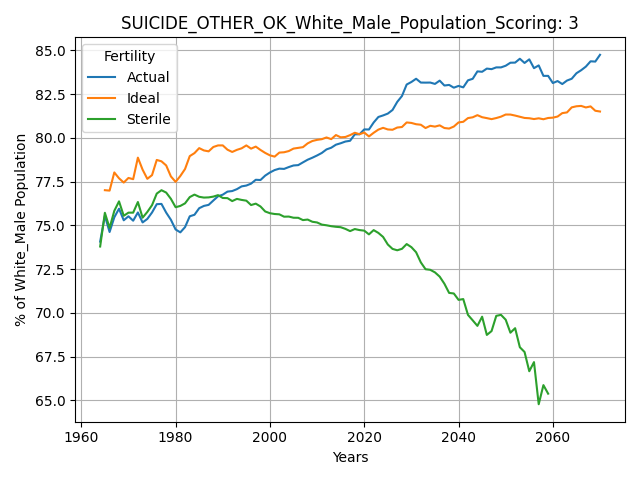 SUICIDE_OTHER_OK_White_Male_Population_Scoring: 3
% of White_Male Population
85.0
82.5
80.0
77.5
75.0
72.5
70.0
67.5
65.0
Fertility
Actual
Ideal
Sterile
1960
1980
2000
2020
2040
2060
Years